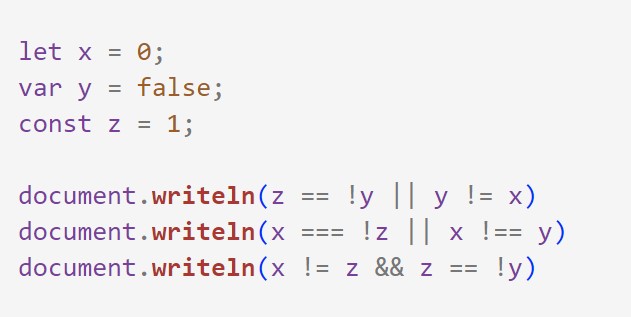 let x = 0;
var y = false;
const z = 1;
document.writeln(z == !y || y != x)
document.writeln(x === !z || x !== y)
document.writeln(x != z && z == !y)